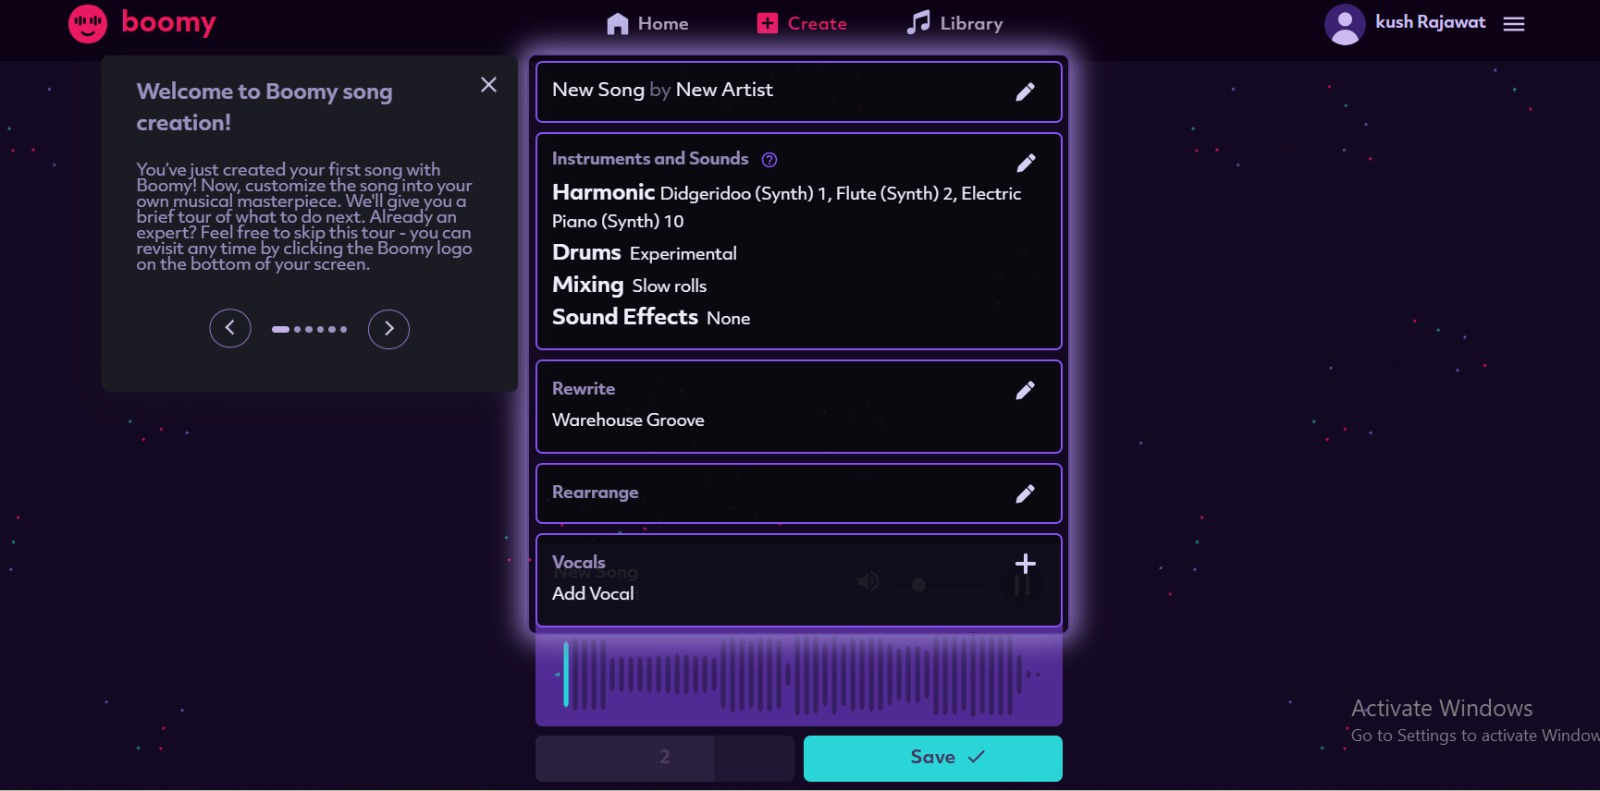 boomy
Home
Create
Library
kush Rajawat
Welcome to Boomy song
creation!
You've just created your first song with
Boomy! Now, customize the song into your
own musical masterpiece. We'll give you a
brief tour of what to do next. Already an
expert? Feel free to skip this tour - you can
revisit any time by clicking the Boomy logo
on the bottom of your screen.
New Song by New Artist
Instruments and Sounds ?
Harmonic Didgeridoo (Synth) 1, Flute (Synth) 2, Electric
Piano (Synth) 10
Drums Experimental
Mixing Slow rolls
Sound Effects None
Rewrite
Warehouse Groove
Rearrange
Vocals
New Song
Add Vocal
2
Save
Activate Windows
Go to Settings to activate Window